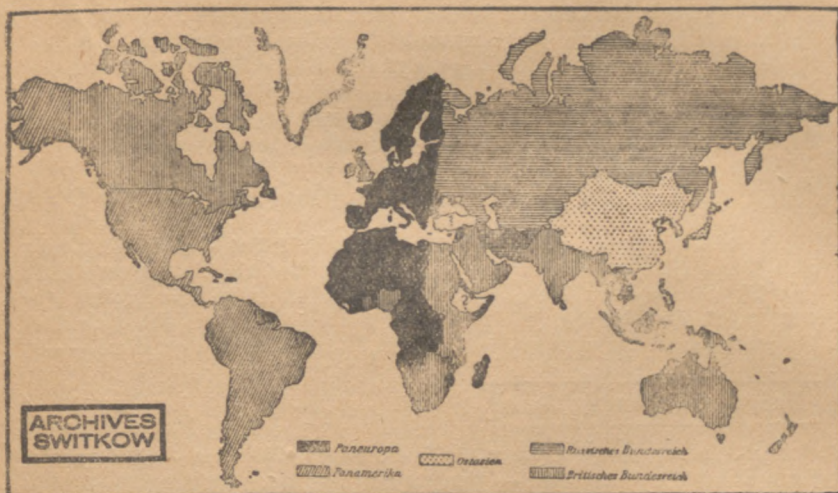 ARCHIVES
SWITKOW
Paneuropa
Panamerika
Ostasien
Russisches Bundesreich
Britisches Bundesreich